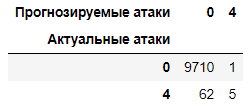 Прогнозируемые атаки 0 4
Актуальные атаки
0 9710 1
4 62 5